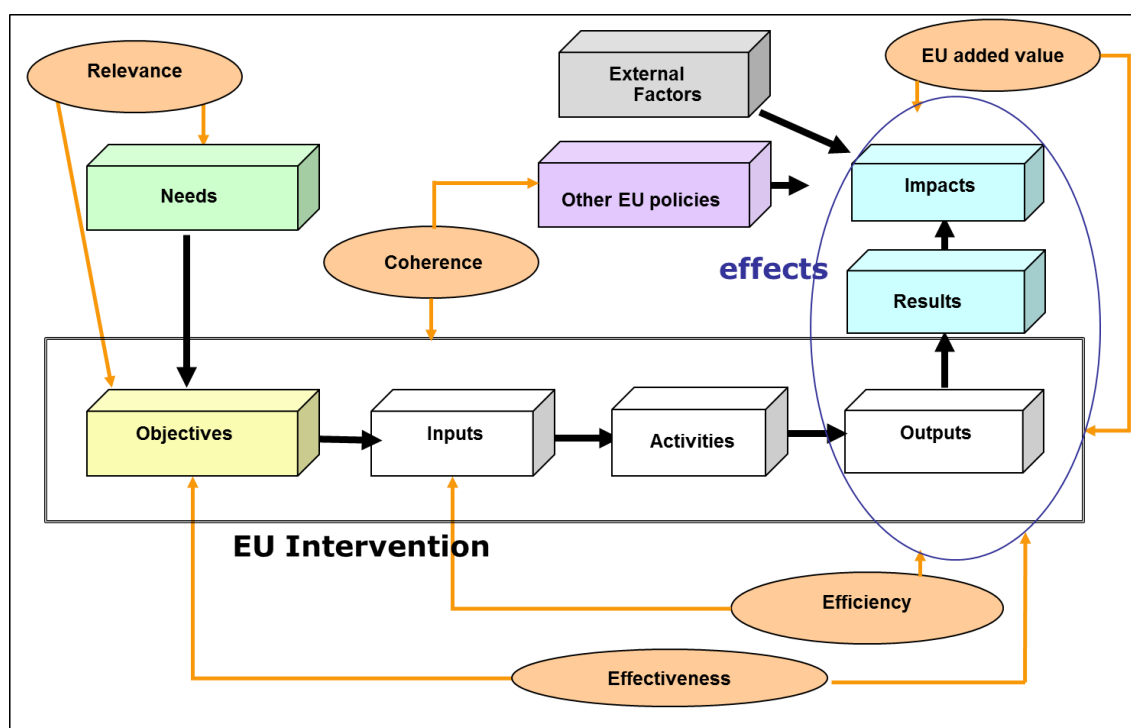 Relevance
External
Factors
EU added value
Needs
Other EU policies
Impacts
Coherence
effects
Results
Objectives
Inputs
Activities
Outputs
EU Intervention
Efficiency
Effectiveness